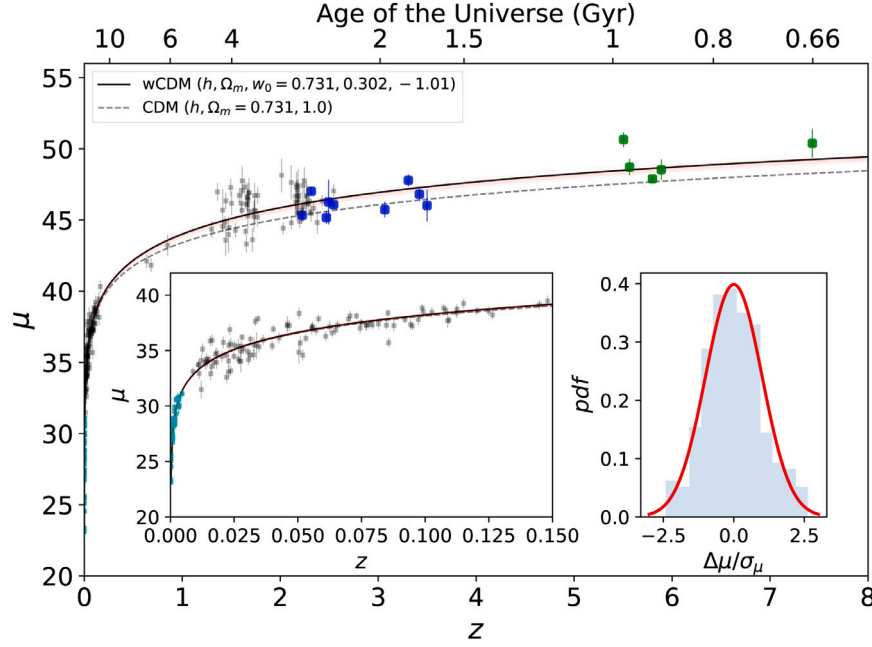 Age of the Universe (Gyr)
10 6 4 2 1.5 1 0.8 0.66
wCDM (h, Ωm, w0 = 0.731, 0.302, − 1.01)
CDM (h, Ωm = 0.731, 1.0)
μ
55
50
45
40
35
30
25
20
0 1 2 3 4 5 6 7 8
z
μ
40
35
30
25
20
0.000 0.025 0.050 0.075 0.100 0.125 0.150
z
pdf
0.4
0.3
0.2
0.1
0.0
−2.5 0.0 2.5
Δμ/σμ